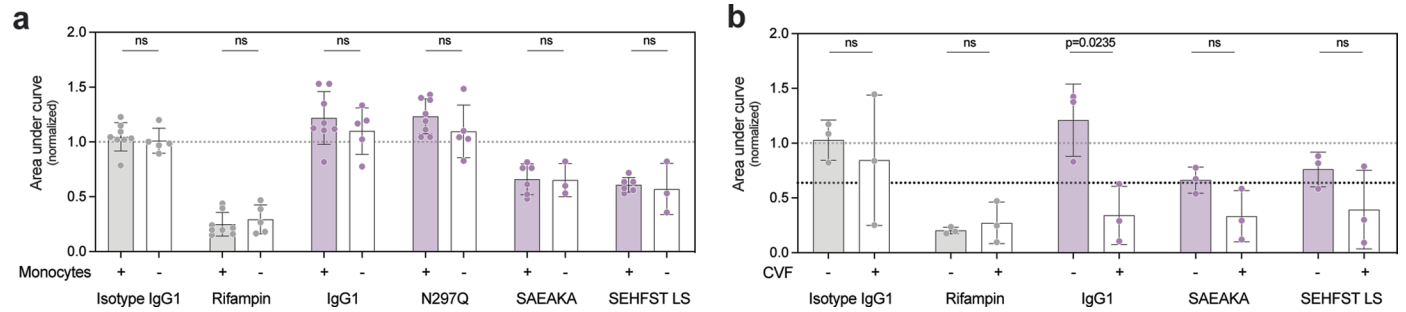 a
Area under curve
(normalized)
2.0
1.5
1.0
0.5
0.0
ns ns ns ns ns ns
Monocytes + - + - + - + - + - + -
Isotype IgG1 Rifampin IgG1 N297Q SAEAKA SEHFST LS
b
Area under curve
(normalized)
2.0
1.5
1.0
0.5
0.0
ns ns p=0.0235 ns ns
CVF - + - + - + - + - +
Isotype IgG1 Rifampin IgG1 SAEAKA SEHFST LS